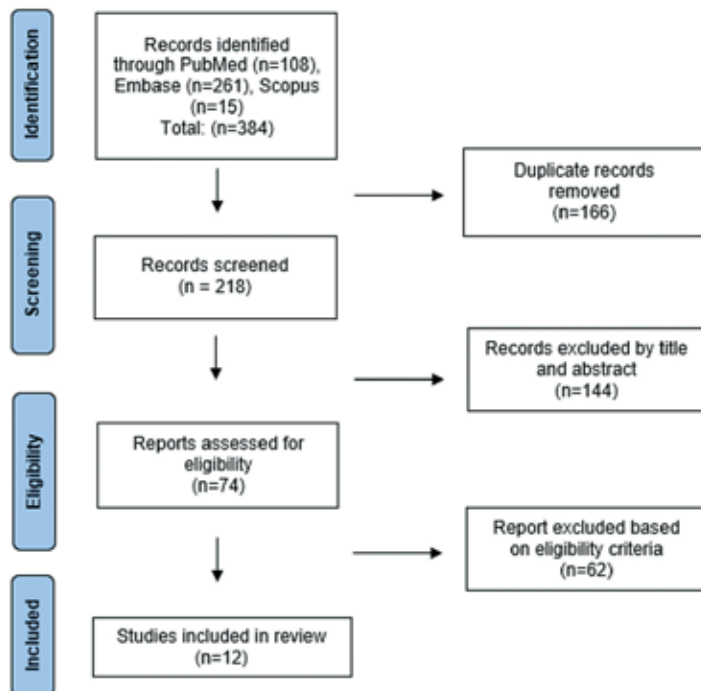 Identification
Records identified
through PubMed (n=108),
Embase (n=261), Scopus
(n=15)
Total: (n=384)
Duplicate records
removed
(n=166)
Screening
Records screened
(n = 218)
Records excluded by title
and abstract
(n=144)
Eligibility
Reports assessed for
eligibility
(n=74)
Report excluded based
on eligibility criteria
(n=62)
Included
Studies included in review
(n=12)